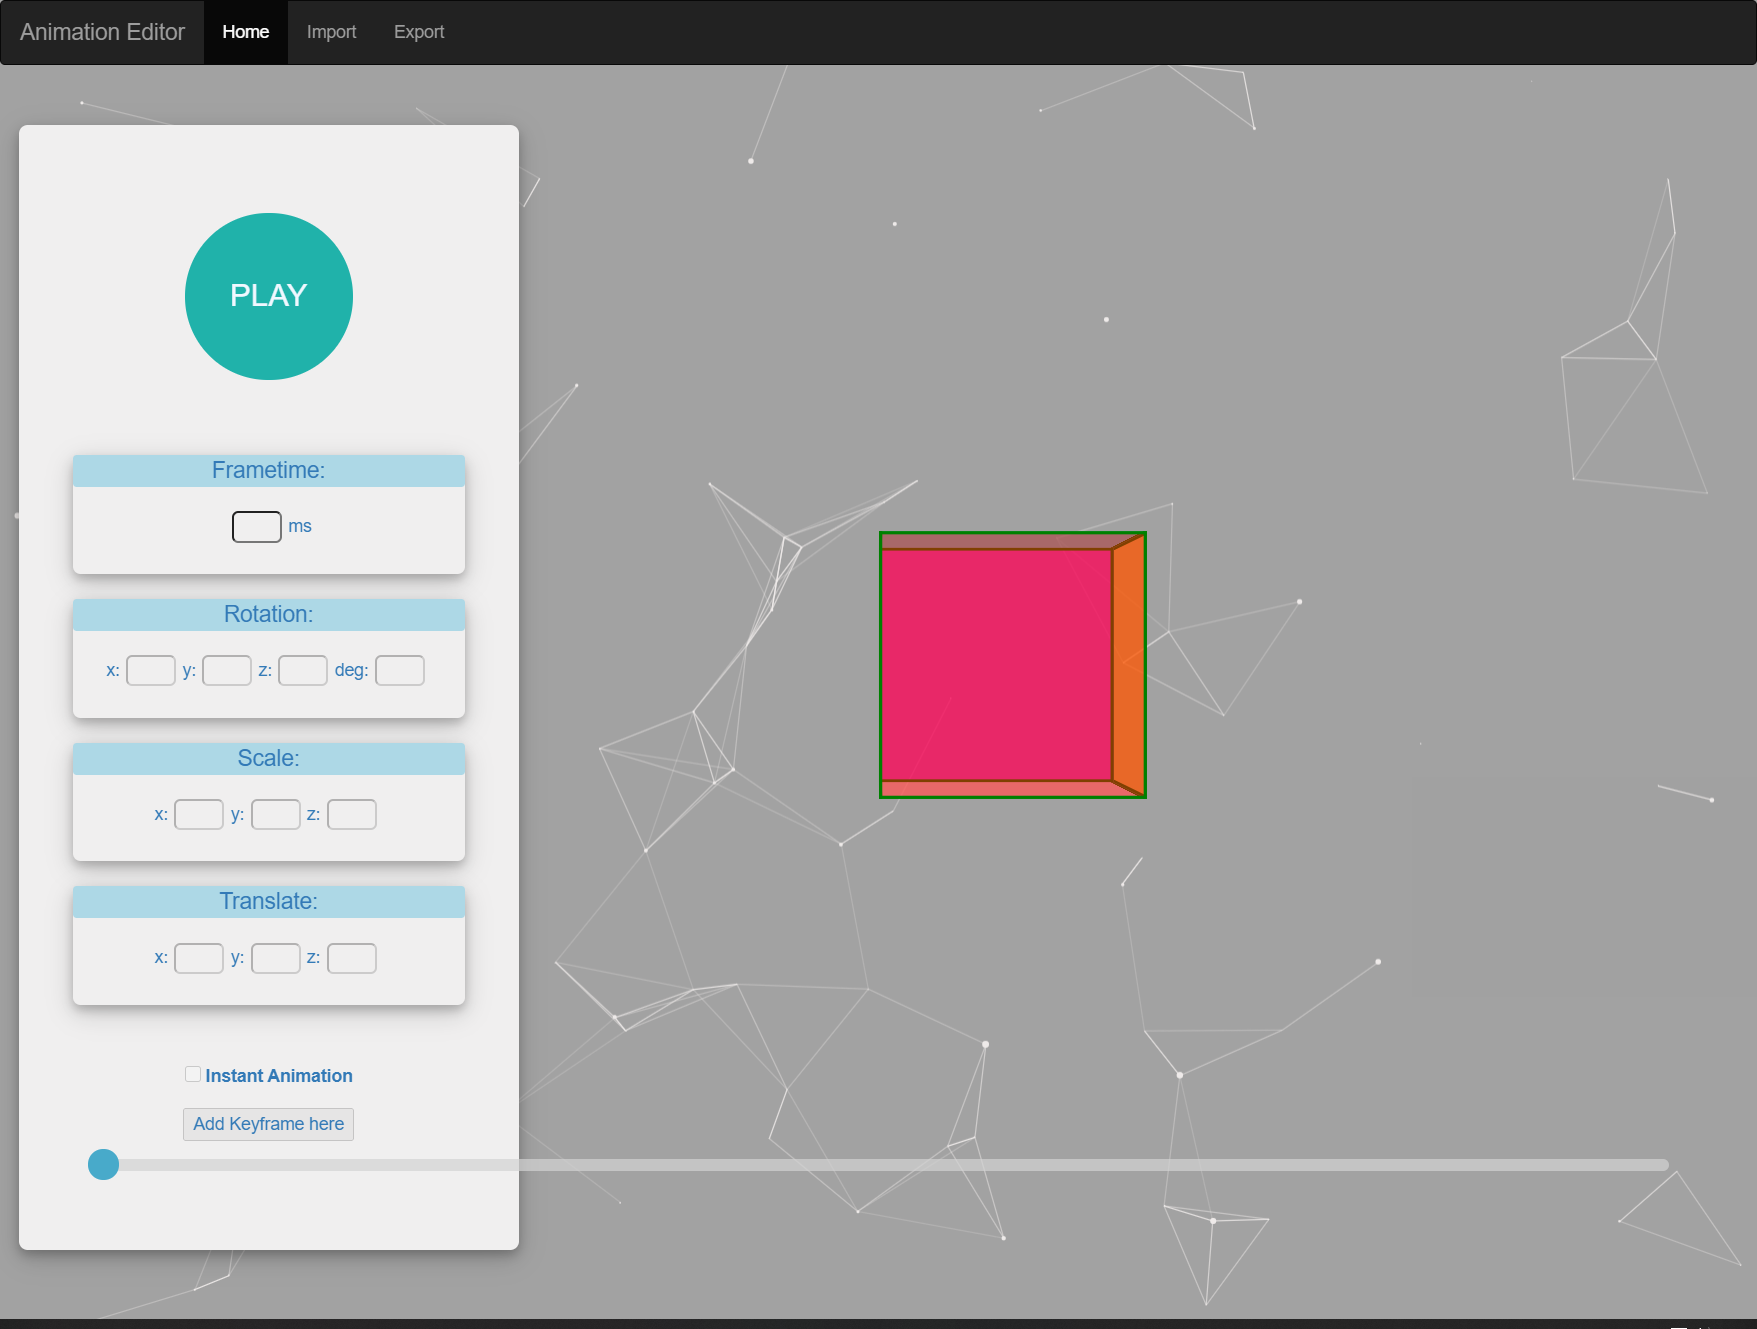 Animation Editor Home Import Export
PLAY
Frametime:
ms
Rotation:
x: y: z: deg:
Scale:
x: y: z:
Translate:
x: y: z:
Instant Animation
Add Keyframe here